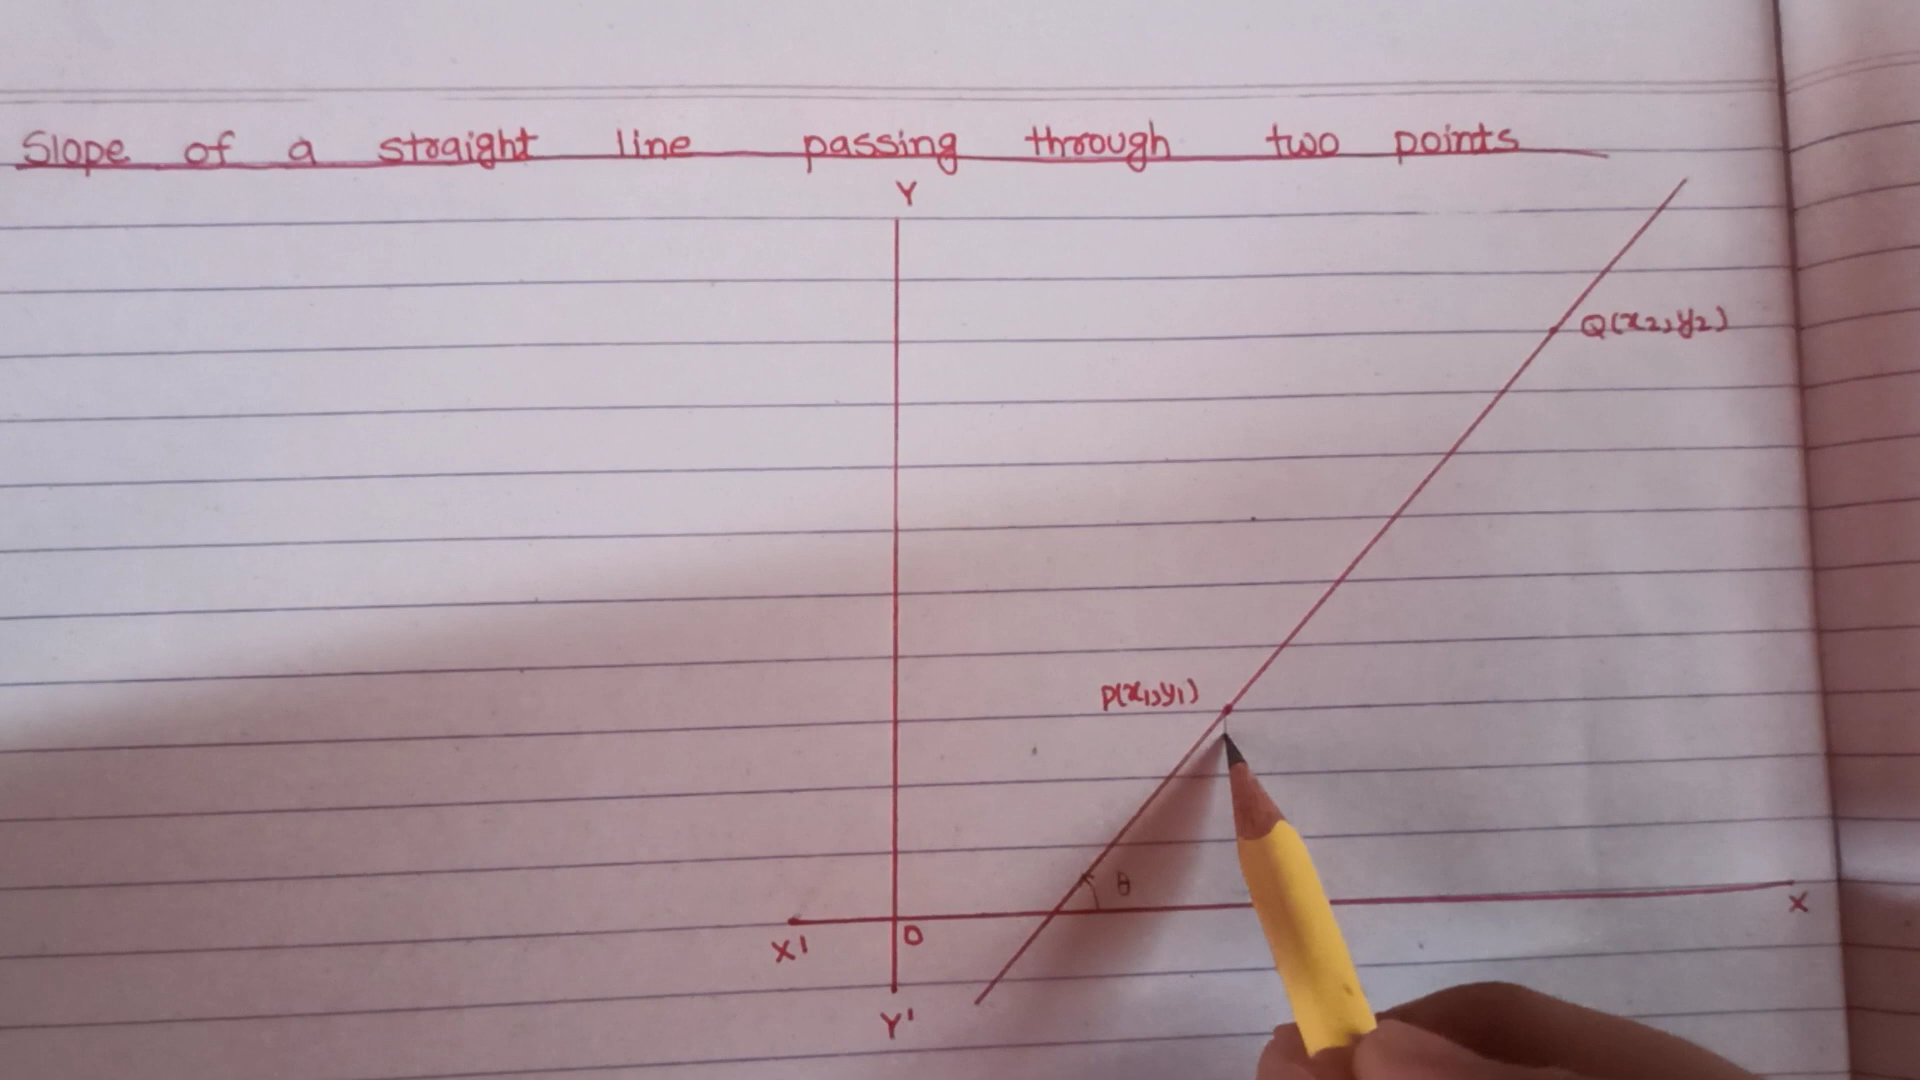 Slope of a straight line passing through two points
Y
Q(x2, y2)
P(x1, y1)
θ
X
X' O
Y'